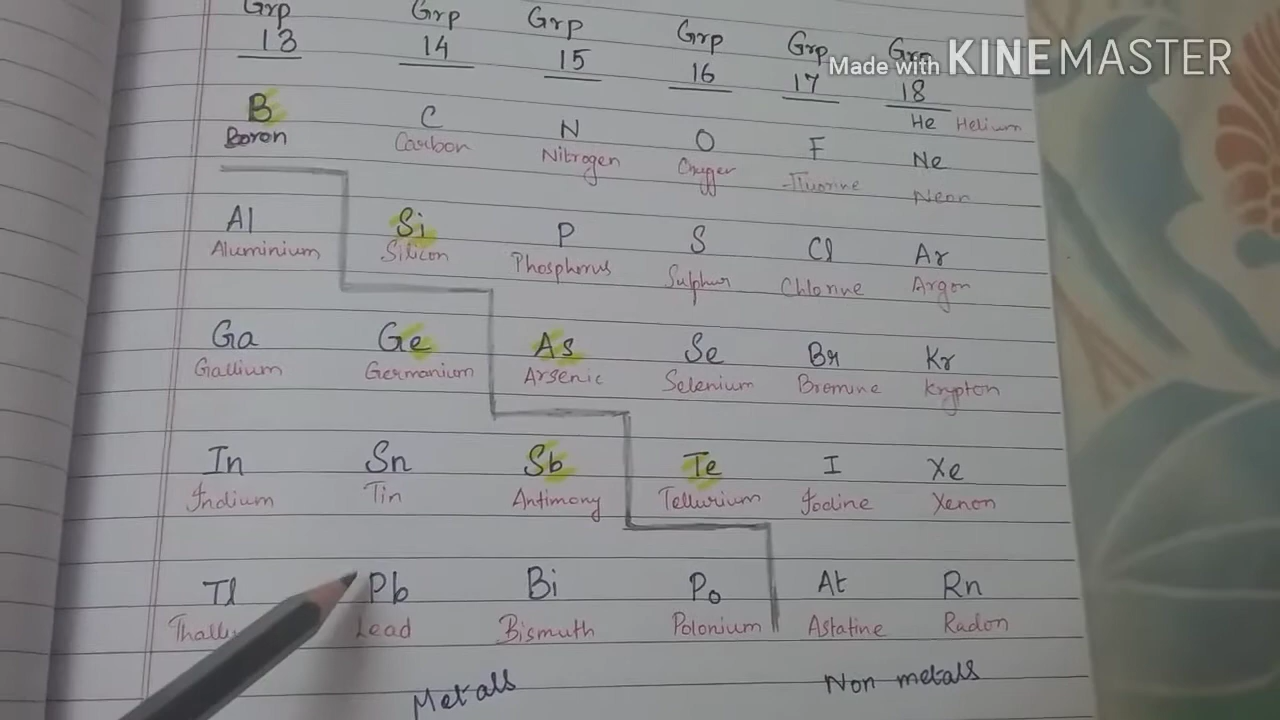 Grp Grp Grp Grp Grp Grp
13 14 15 16 17 18
Made with KINEMASTER
He Helium
B C N O F Ne
Boron Carbon Nitrogen Oxygen Fluorine Neon
Al Si P S Cl Ar
Aluminium Silicon Phosphorus Sulphur Chlorine Argon
Ga Ge As Se Br Kr
Gallium Germanium Arsenic Selenium Bromine Krypton
In Sn Sb Te I Xe
Indium Tin Antimony Tellurium Iodine Xenon
Tl Pb Bi Po At Rn
Lead Bismuth Polonium Astatine Radon
Metals Non metals